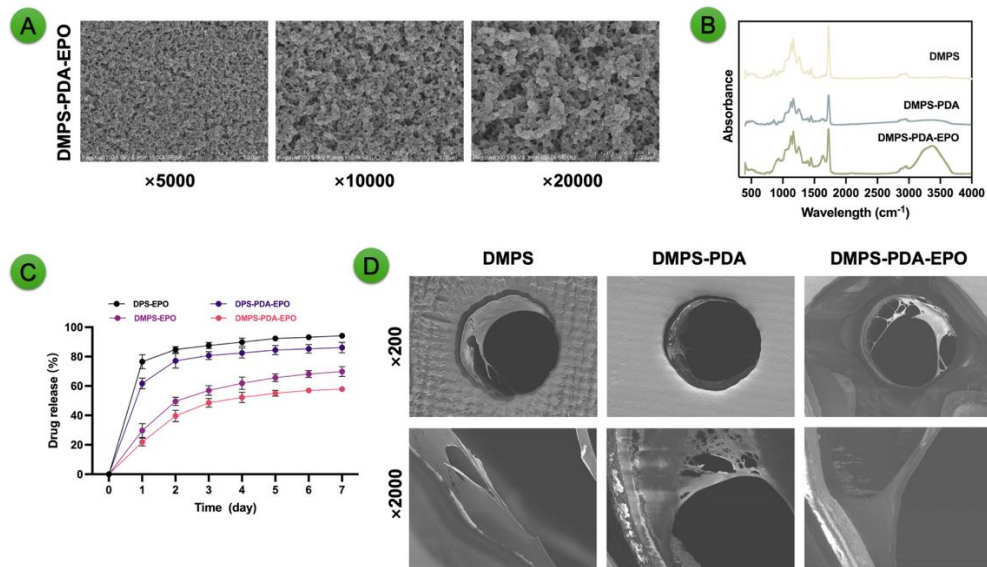 A
DMPS-PDA-EPO
×5000
×10000
×20000
B
Absorbance
DMPS
DMPS-PDA
DMPS-PDA-EPO
500 1000 1500 2000 2500 3000 3500 4000
Wavelength (cm⁻¹)
C
DPS-EPO DPS-PDA-EPO
DMPS-EPO DMPS-PDA-EPO
Drug release (%)
100
80
60
40
20
0
0 1 2 3 4 5 6 7
Time (day)
D
DMPS DMPS-PDA DMPS-PDA-EPO
×200
×2000